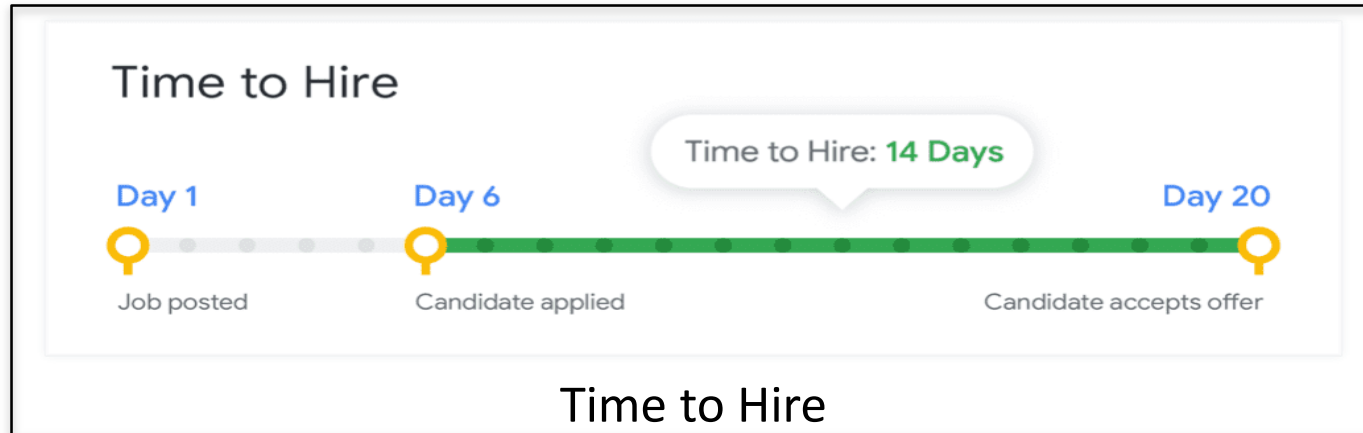 Time to Hire
Time to Hire: 14 Days
Day 1
Day 6
Day 20
Job posted
Candidate applied
Candidate accepts offer
Time to Hire